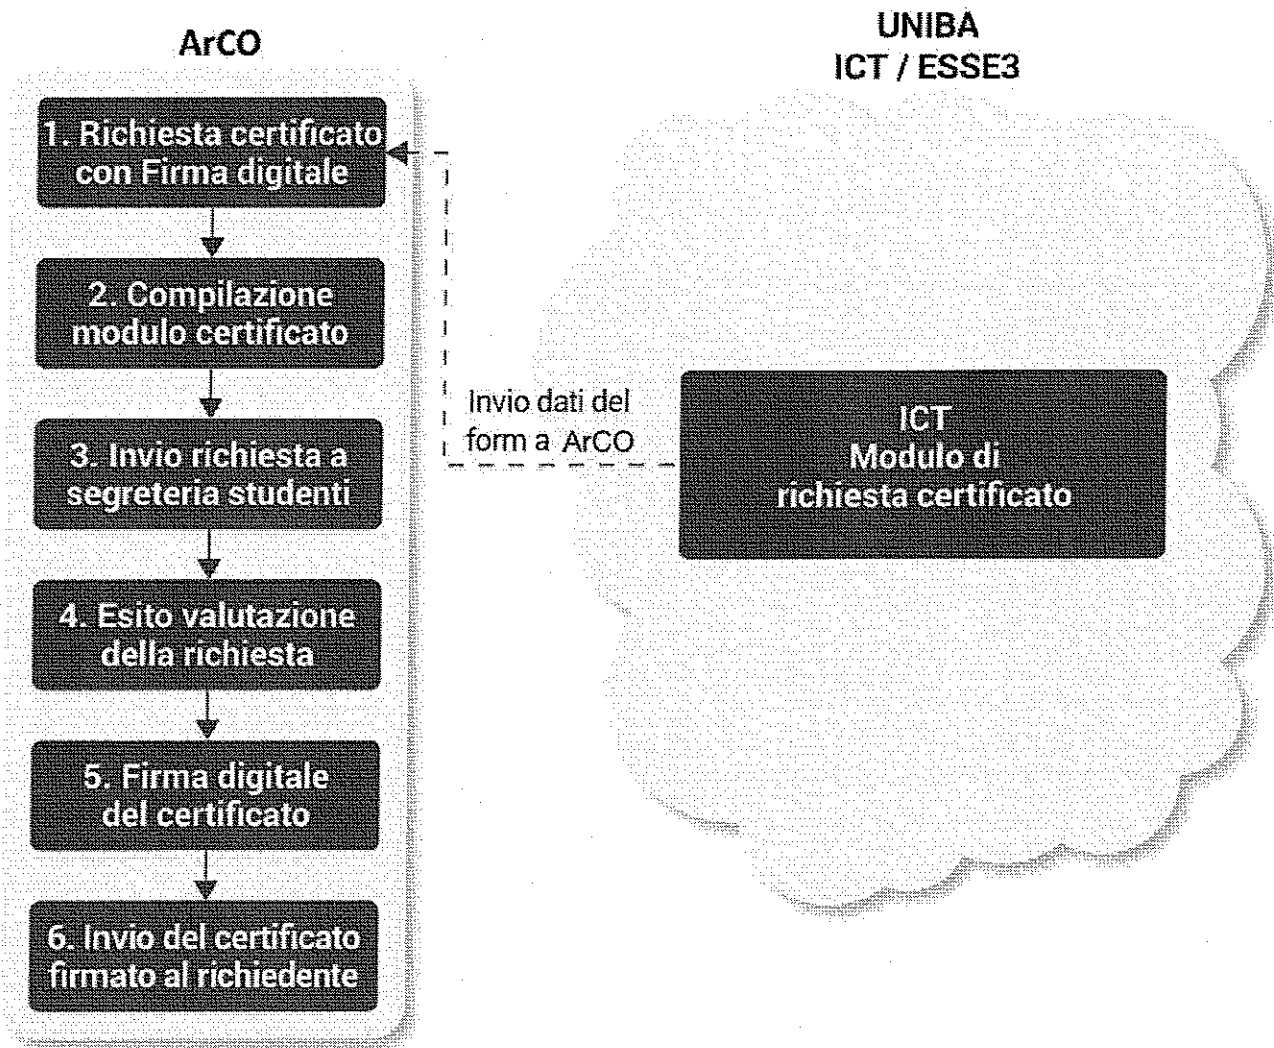 ArCO
1. Richiesta certificato
con Firma digitale
2. Compilazione
modulo certificato
3. Invio richiesta a
segreteria studenti
4. Esito valutazione
della richiesta
5. Firma digitale
del certificato
6. Invio del certificato
firmato al richiedente
Invio dati del
form a ArCO
UNIBA
ICT / ESSE3
ICT
Modulo di
richiesta certificato